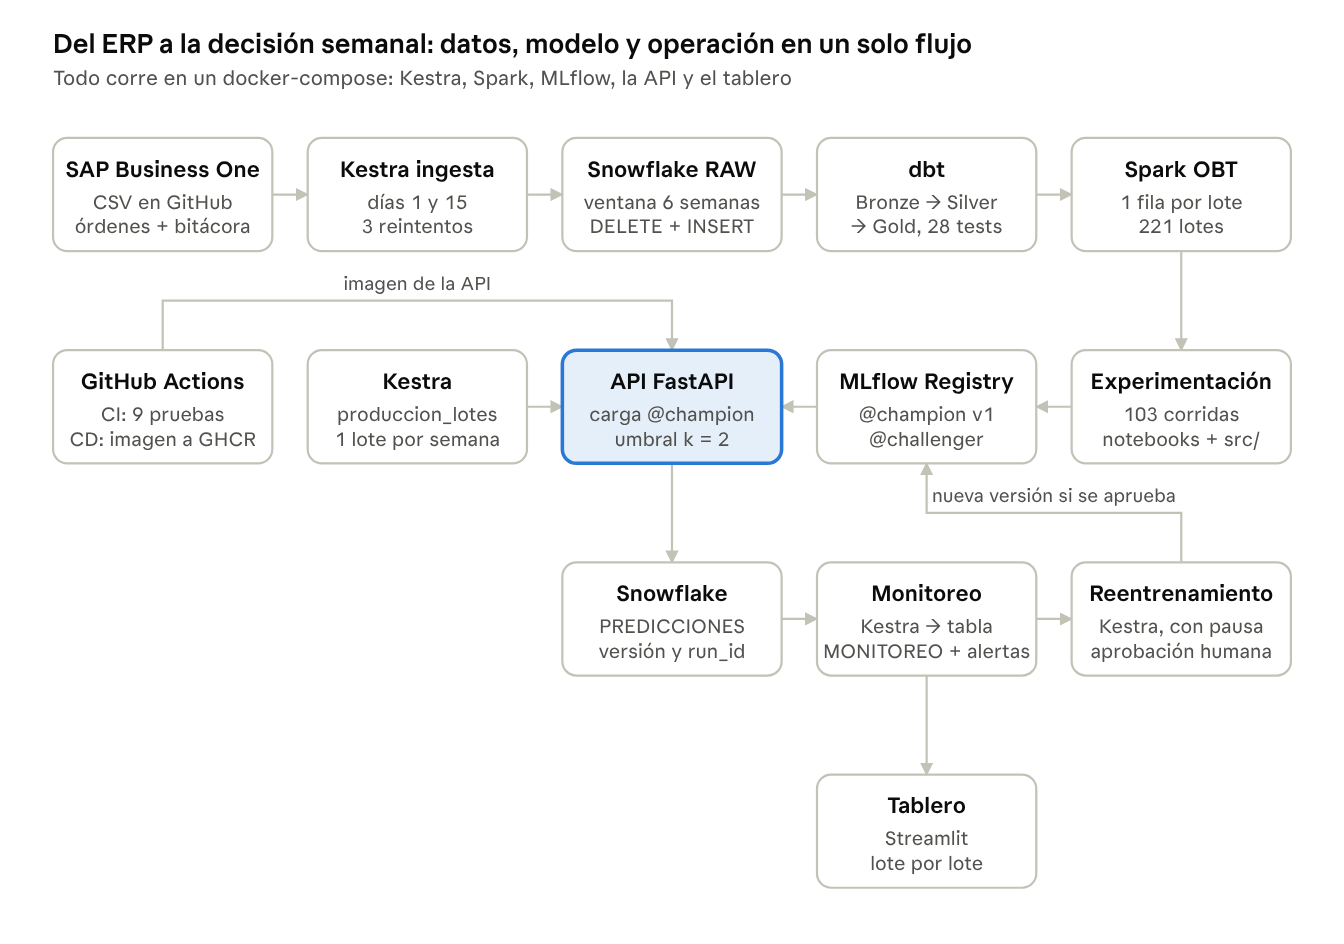 Del ERP a la decisión semanal: datos, modelo y operación en un solo flujo
Todo corre en un docker-compose: Kestra, Spark, MLflow, la API y el tablero
SAP Business One
CSV en GitHub
órdenes + bitácora
Kestra ingesta
días 1 y 15
3 reintentos
Snowflake RAW
ventana 6 semanas
DELETE + INSERT
dbt
Bronze → Silver
→ Gold, 28 tests
Spark OBT
1 fila por lote
221 lotes
imagen de la API
GitHub Actions
CI: 9 pruebas
CD: imagen a GHCR
Kestra
produccion_lotes
1 lote por semana
API FastAPI
carga @champion
umbral k = 2
MLflow Registry
@champion v1
@challenger
Experimentación
103 corridas
notebooks + src/
nueva versión si se aprueba
Snowflake
PREDICCIONES
versión y run_id
Monitoreo
Kestra → tabla
MONITOREO + alertas
Reentrenamiento
Kestra, con pausa
aprobación humana
Tablero
Streamlit
lote por lote